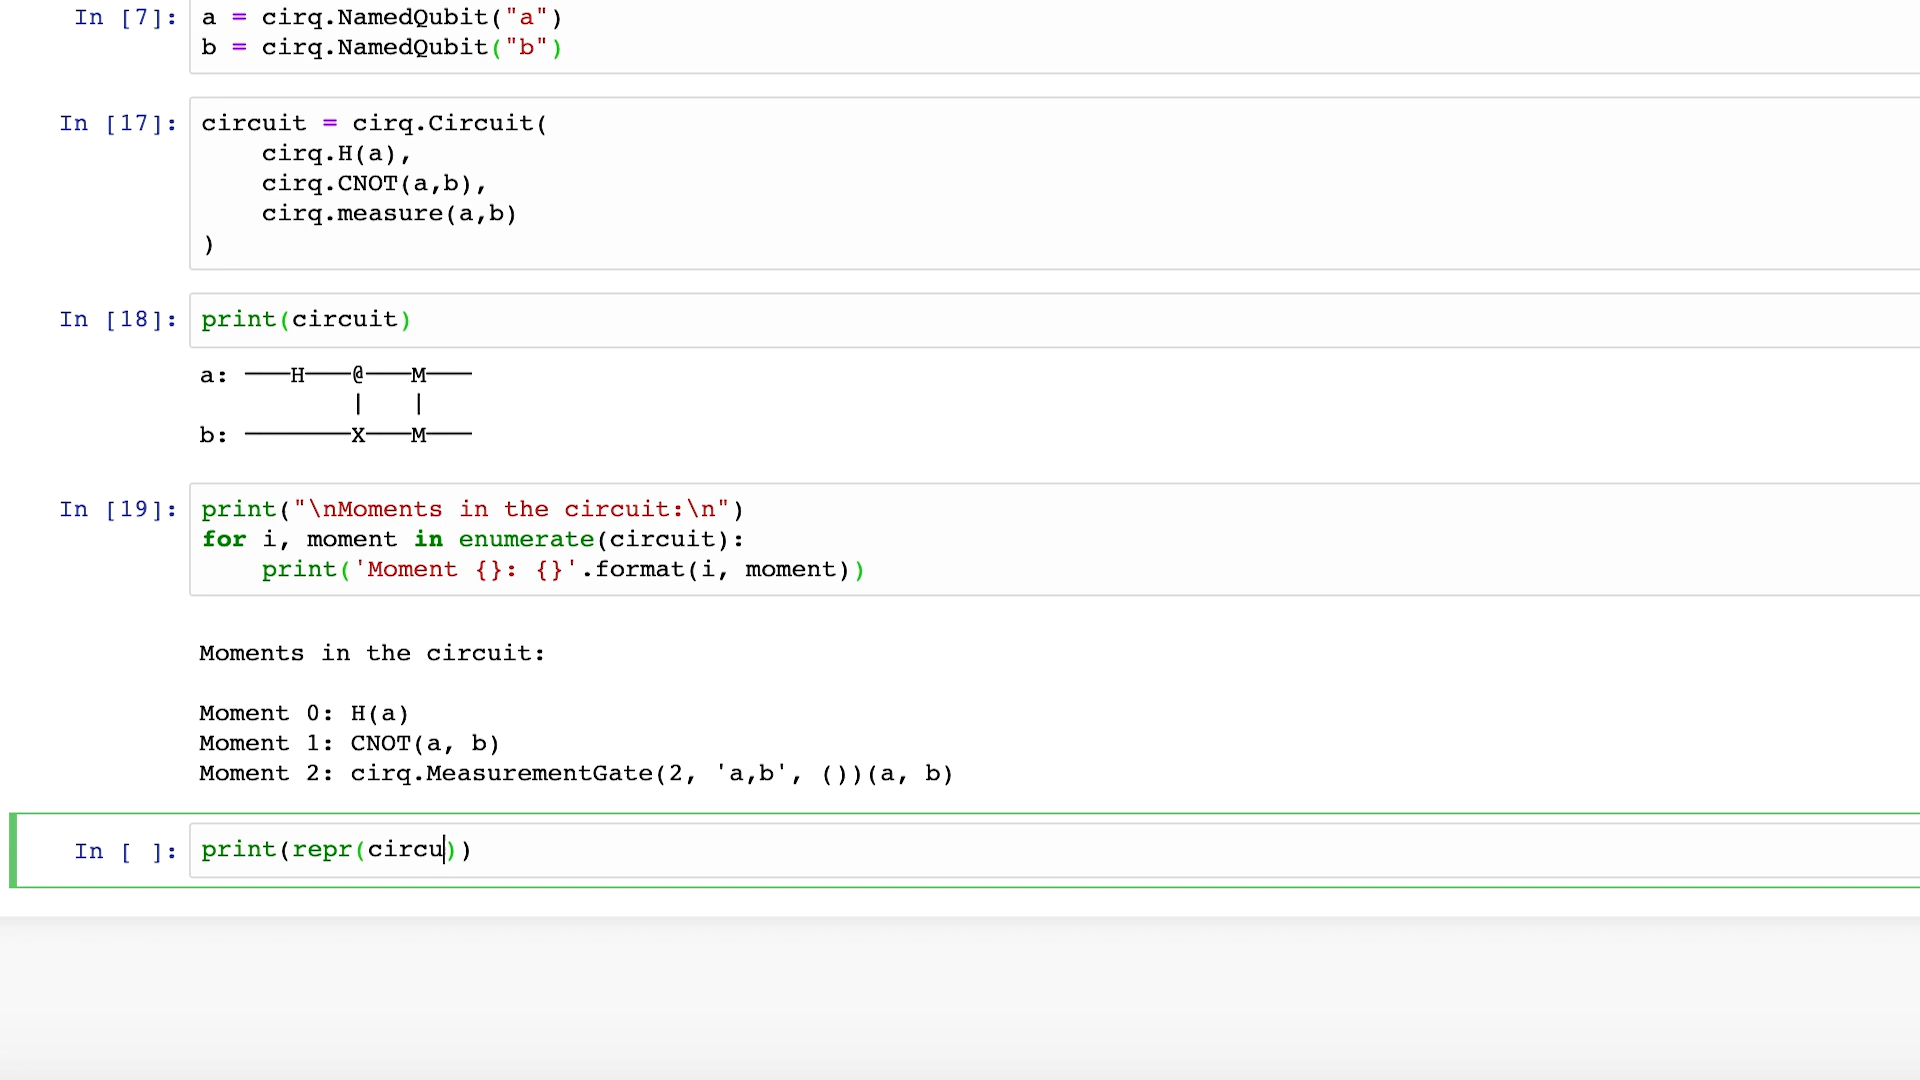 In [7]: a = cirq.NamedQubit("a")
b = cirq.NamedQubit("b")
In [17]: circuit = cirq.Circuit(
    cirq.H(a),
    cirq.CNOT(a,b),
    cirq.measure(a,b)
)
In [18]: print(circuit)
a: ───H───@───M───
          |   |
b: ───────X───M───
In [19]: print("\nMoments in the circuit:\n")
for i, moment in enumerate(circuit):
    print('Moment {}: {}'.format(i, moment))
Moments in the circuit:
Moment 0: H(a)
Moment 1: CNOT(a, b)
Moment 2: cirq.MeasurementGate(2, 'a,b', ())(a, b)
In [ ]: print(repr(circu))